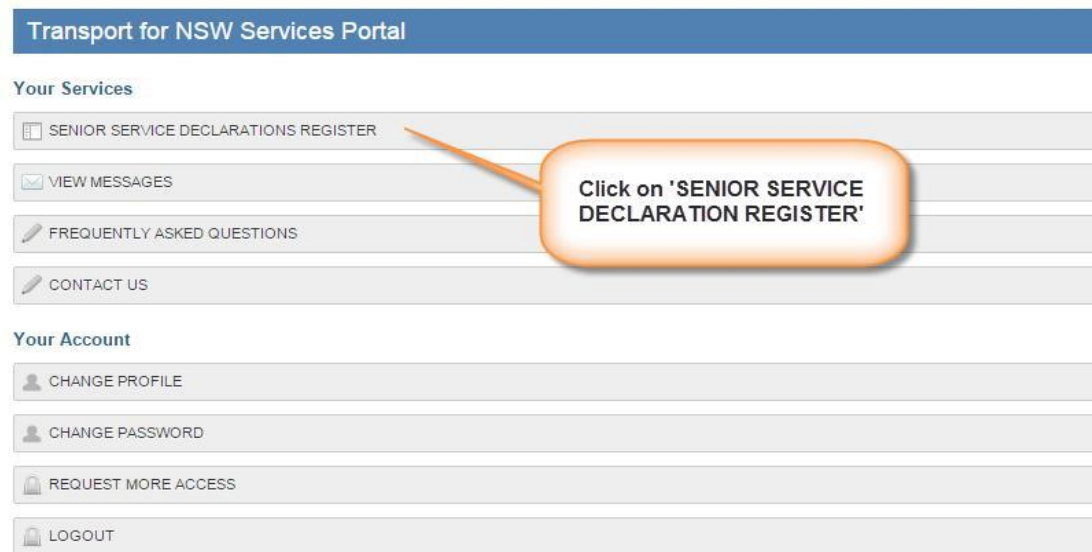 Transport for NSW Services Portal
Your Services
SENIOR SERVICE DECLARATIONS REGISTER
VIEW MESSAGES
FREQUENTLY ASKED QUESTIONS
CONTACT US
Click on 'SENIOR SERVICE
DECLARATION REGISTER'
Your Account
CHANGE PROFILE
CHANGE PASSWORD
REQUEST MORE ACCESS
LOGOUT